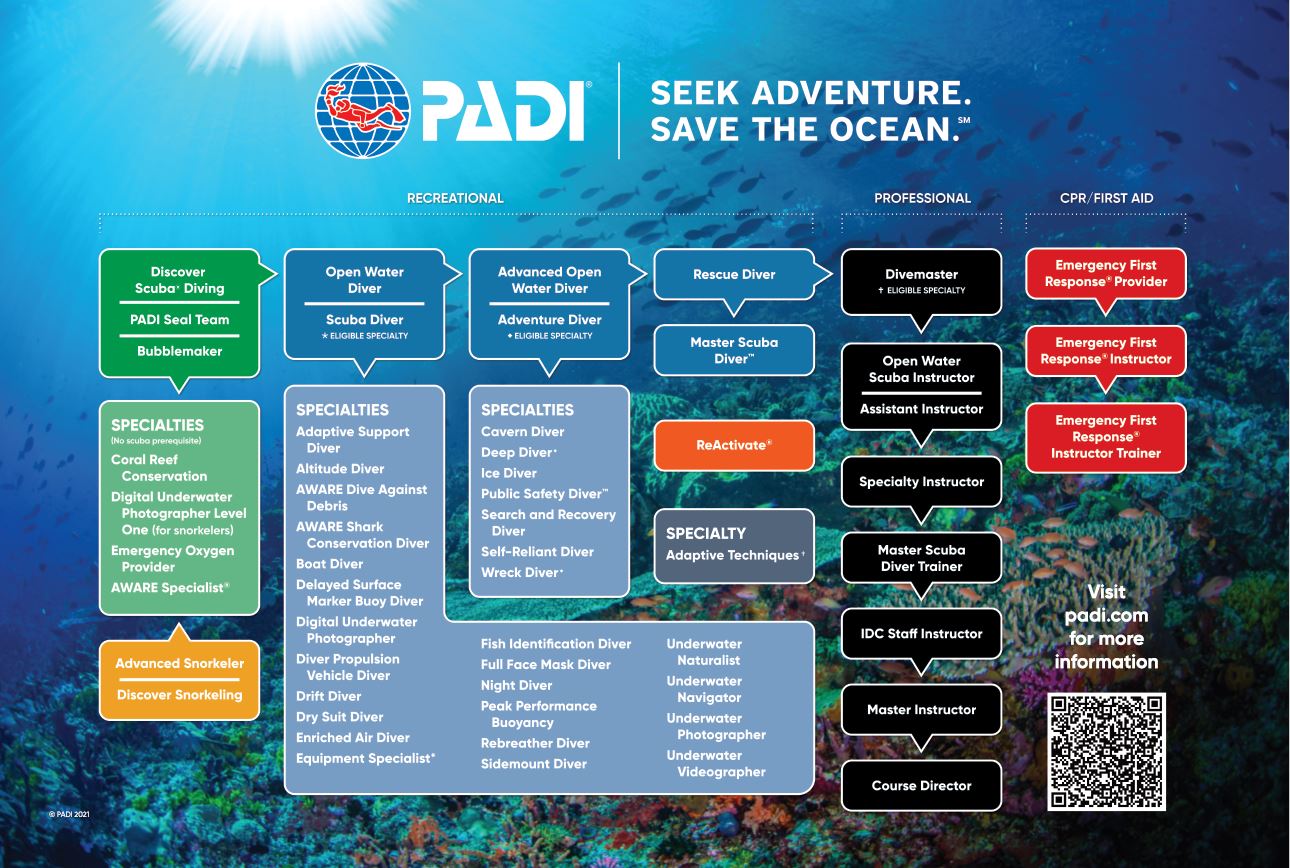 PADI®
SEEK ADVENTURE.
SAVE THE OCEAN.℠
RECREATIONAL
PROFESSIONAL
CPR/FIRST AID
Discover
Scuba® Diving
PADI Seal Team
Bubblemaker
SPECIALTIES
(No scuba prerequisite)
Coral Reef
Conservation
Digital Underwater
Photographer Level
One (for snorkelers)
Emergency Oxygen
Provider
AWARE Specialist®
Advanced Snorkeler
Discover Snorkeling
Open Water
Diver
Scuba Diver
* ELIGIBLE SPECIALTY
SPECIALTIES
Adaptive Support
Diver
Altitude Diver
AWARE Dive Against
Debris
AWARE Shark
Conservation Diver
Boat Diver
Delayed Surface
Marker Buoy Diver
Digital Underwater
Photographer
Diver Propulsion
Vehicle Diver
Drift Diver
Dry Suit Diver
Enriched Air Diver
Equipment Specialist*
Fish Identification Diver
Full Face Mask Diver
Night Diver
Peak Performance
Buoyancy
Rebreather Diver
Sidemount Diver
Underwater
Naturalist
Underwater
Navigator
Underwater
Photographer
Underwater
Videographer
Advanced Open
Water Diver
Adventure Diver
⬥ ELIGIBLE SPECIALTY
SPECIALTIES
Cavern Diver
Deep Diver⬥
Ice Diver
Public Safety Diver™
Search and Recovery
Diver
Self-Reliant Diver
Wreck Diver⬥
Rescue Diver
Master Scuba
Diver™
ReActivate®
SPECIALTY
Adaptive Techniques†
Divemaster
† ELIGIBLE SPECIALTY
Open Water
Scuba Instructor
Assistant Instructor
Specialty Instructor
Master Scuba
Diver Trainer
IDC Staff Instructor
Master Instructor
Course Director
Emergency First
Response® Provider
Emergency First
Response® Instructor
Emergency First
Response®
Instructor Trainer
Visit
padi.com
for more
information
© PADI 2021